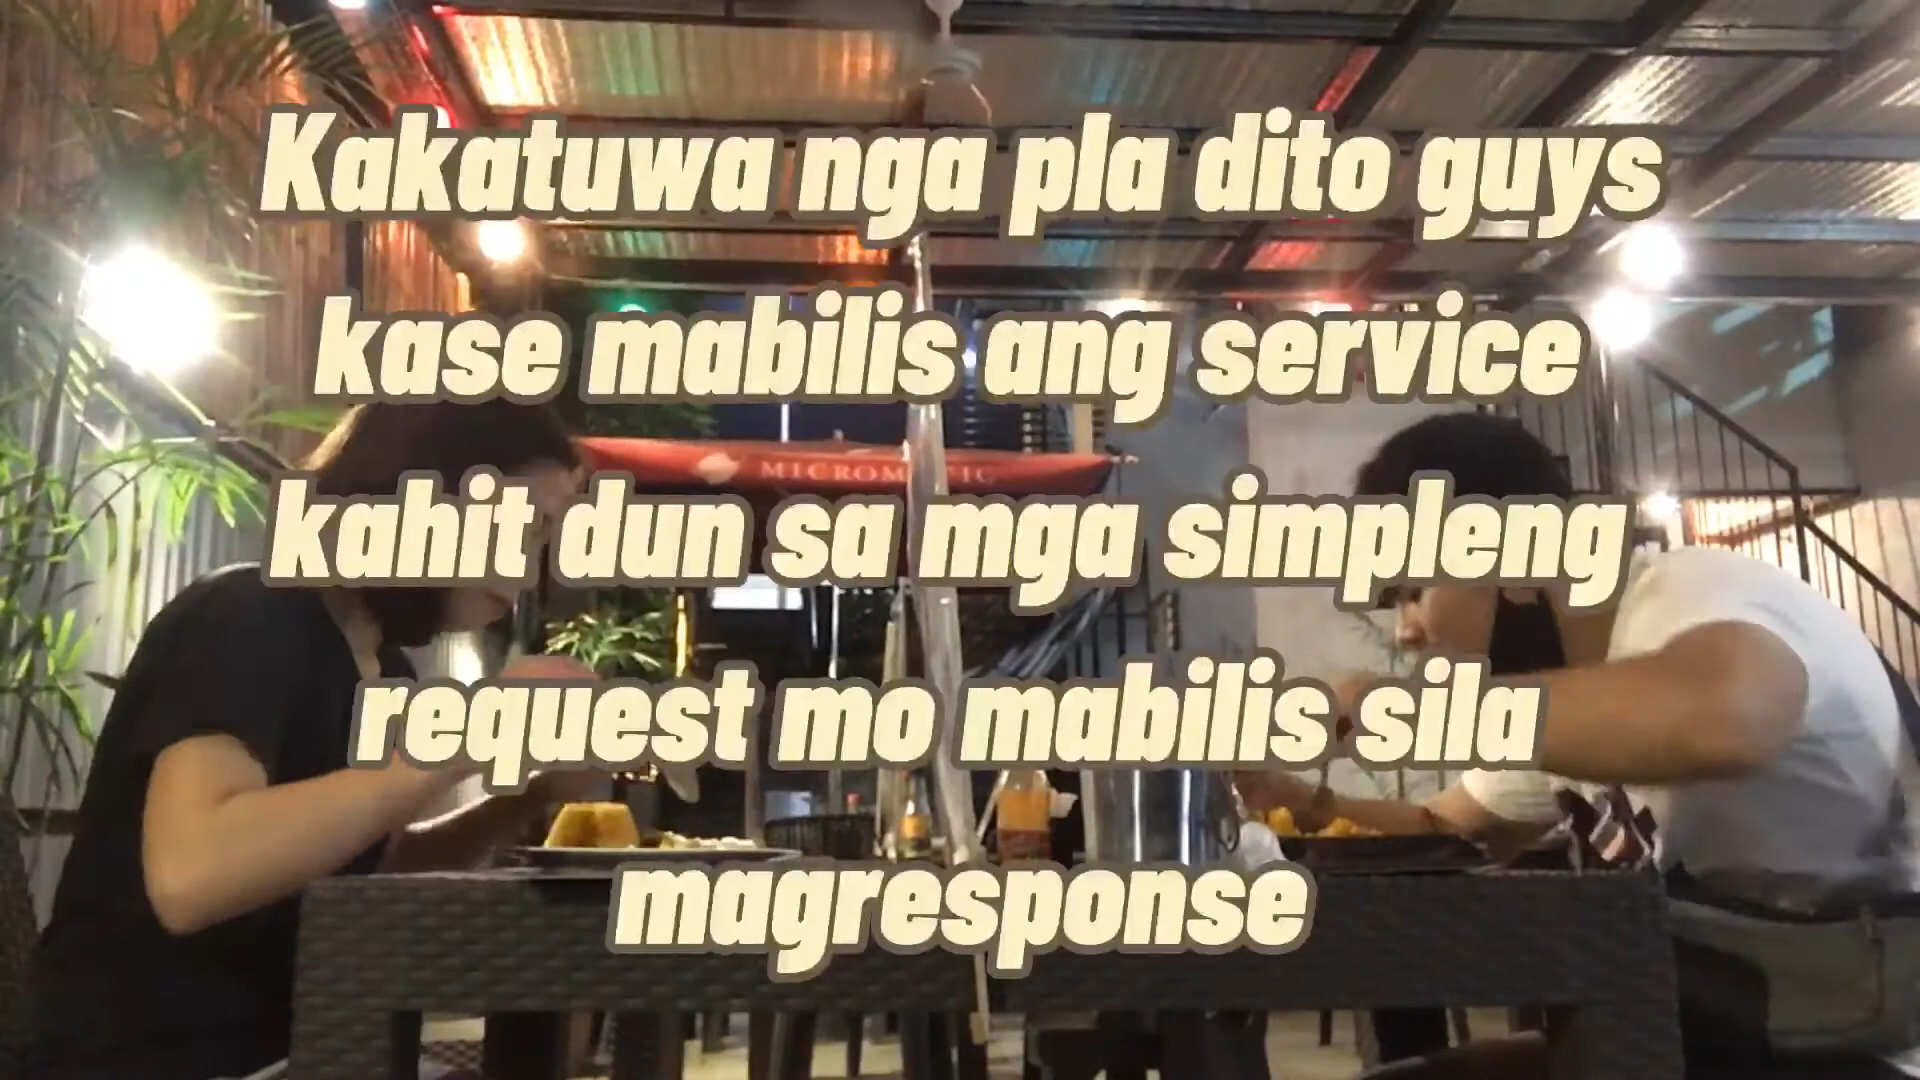 Kakatuwa nga pla dito guys
kase mabilis ang service
kahit dun sa mga simpleng
request mo mabilis sila
magresponse